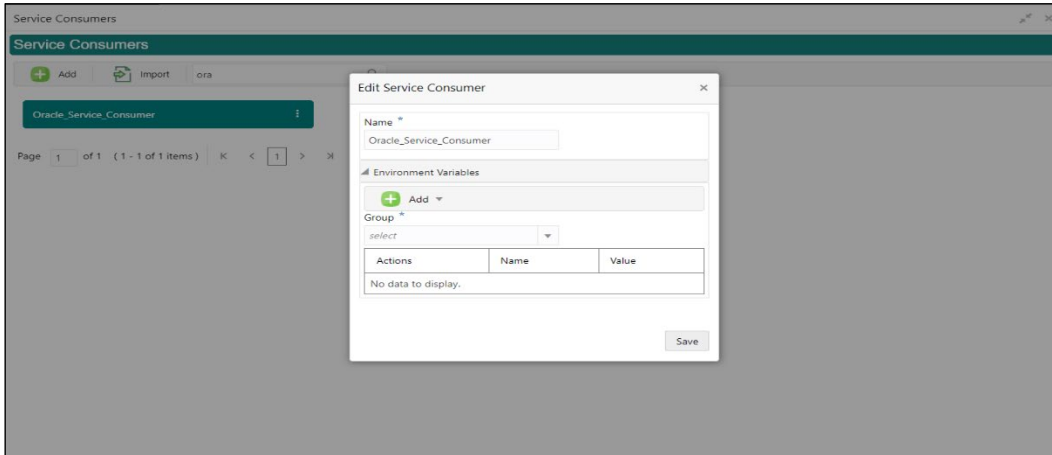 Service Consumers
Service Consumers
Add Import ora
Oracle_Service_Consumer
Page 1 of 1 (1 - 1 of 1 items) 1
Edit Service Consumer
Name *
Oracle_Service_Consumer
Environment Variables
Add
Group *
select
Actions Name Value
No data to display.
Save